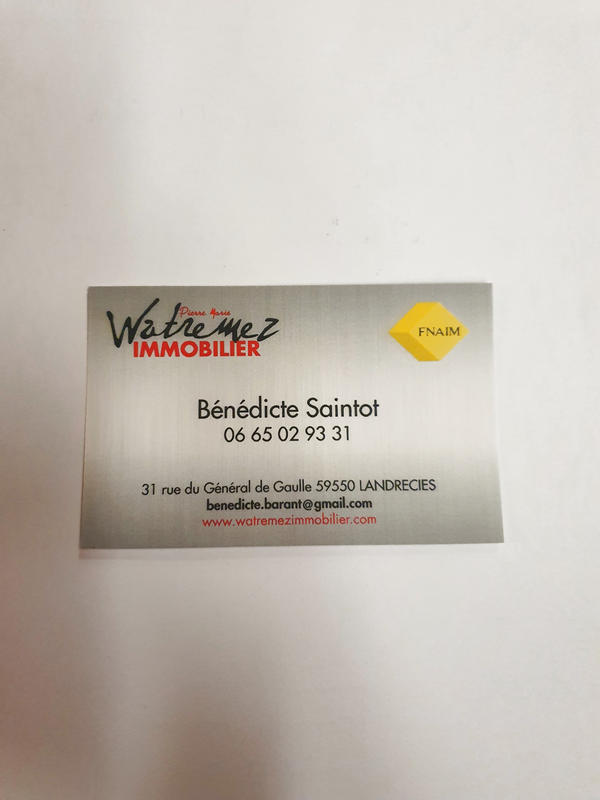 Pierre Marie
Watremez
IMMOBILIER
FNAIM
Bénédicte Saintot
06 65 02 93 31
31 rue du Général de Gaulle 59550 LANDRECIES
benedicte.barant@gmail.com
www.watremezimmobilier.com